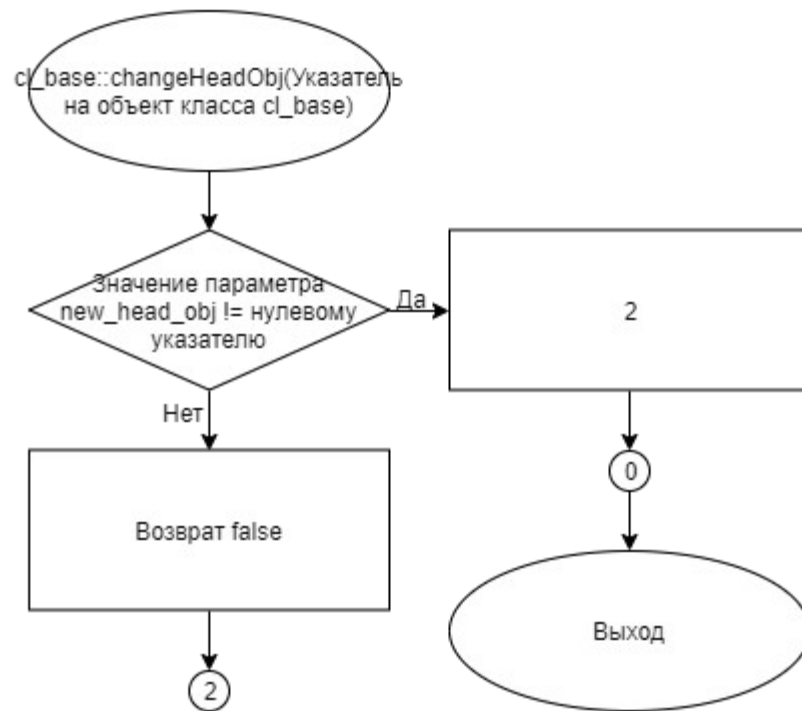 cl_base::changeHeadObj(Указатель
на объект класса cl_base)
Значение параметра
new_head_obj != нулевому
указателю
Да
2
Нет
0
Возврат false
Выход
2